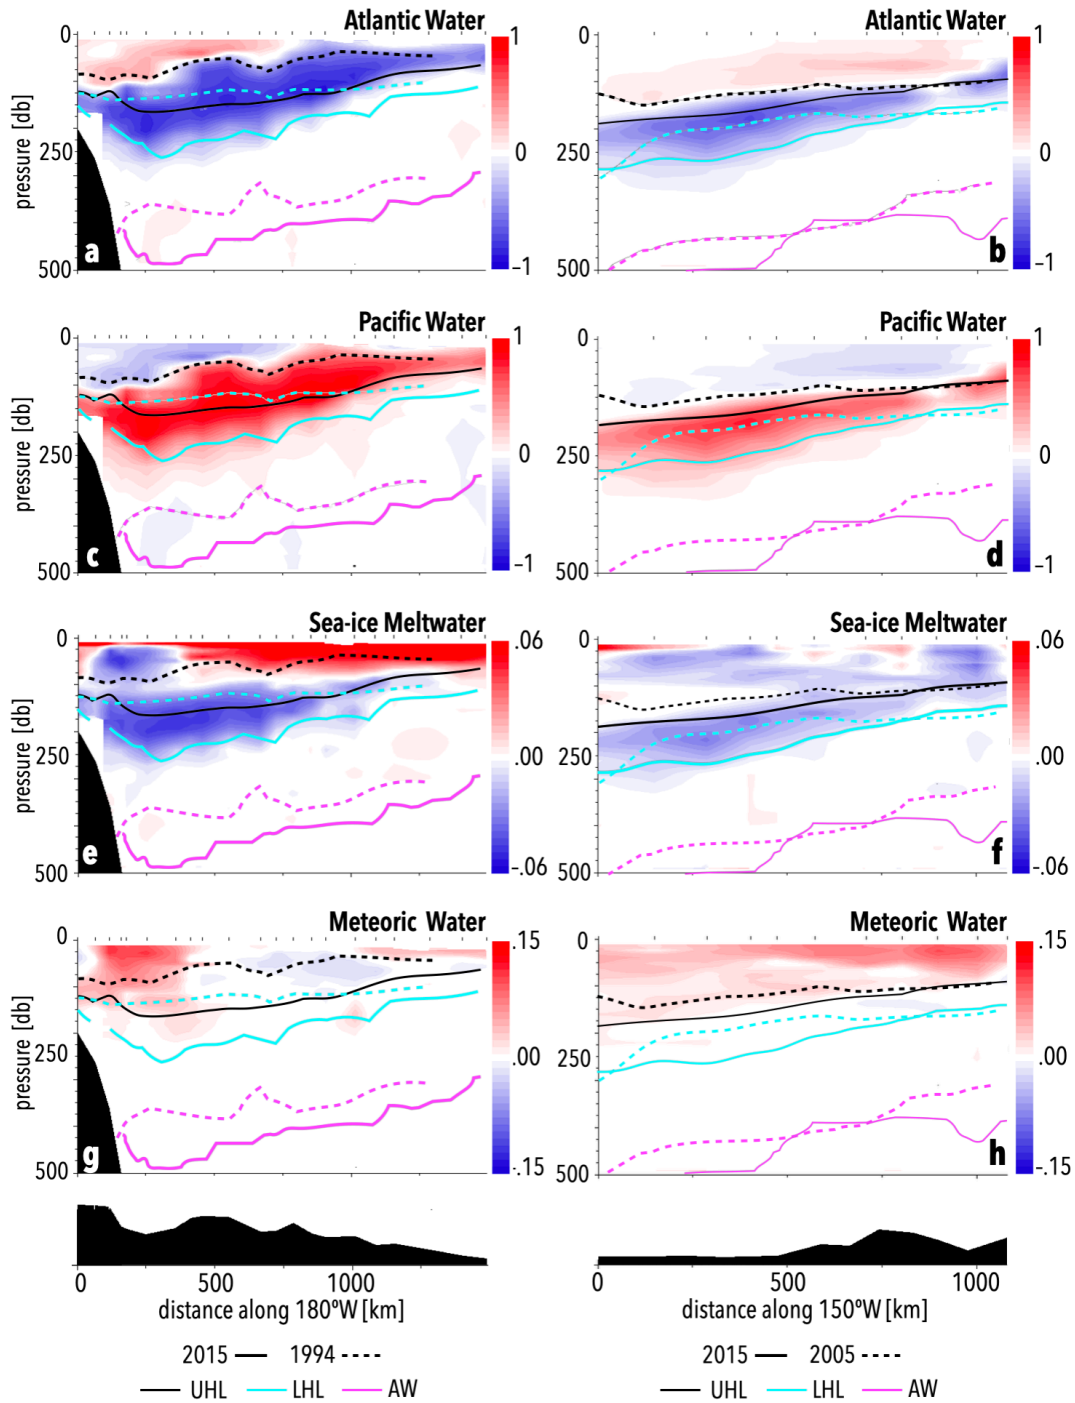 Atlantic Water
Atlantic Water
0
1
0
1
pressure [db]
250
0
250
0
a
b
500
–1
500
–1
Pacific Water
Pacific Water
0
1
0
1
pressure [db]
250
0
250
0
c
d
500
–1
500
–1
Sea-ice Meltwater
Sea-ice Meltwater
0
.06
0
.06
pressure [db]
250
.00
250
.00
e
f
500
–.06
500
–.06
Meteoric Water
Meteoric Water
0
.15
0
.15
pressure [db]
250
.00
250
.00
g
h
500
–.15
500
–.15
0 500 1000
0 500 1000
distance along 180ºW [km]
distance along 150ºW [km]
2015 1994
2015 2005
UHL LHL AW
UHL LHL AW